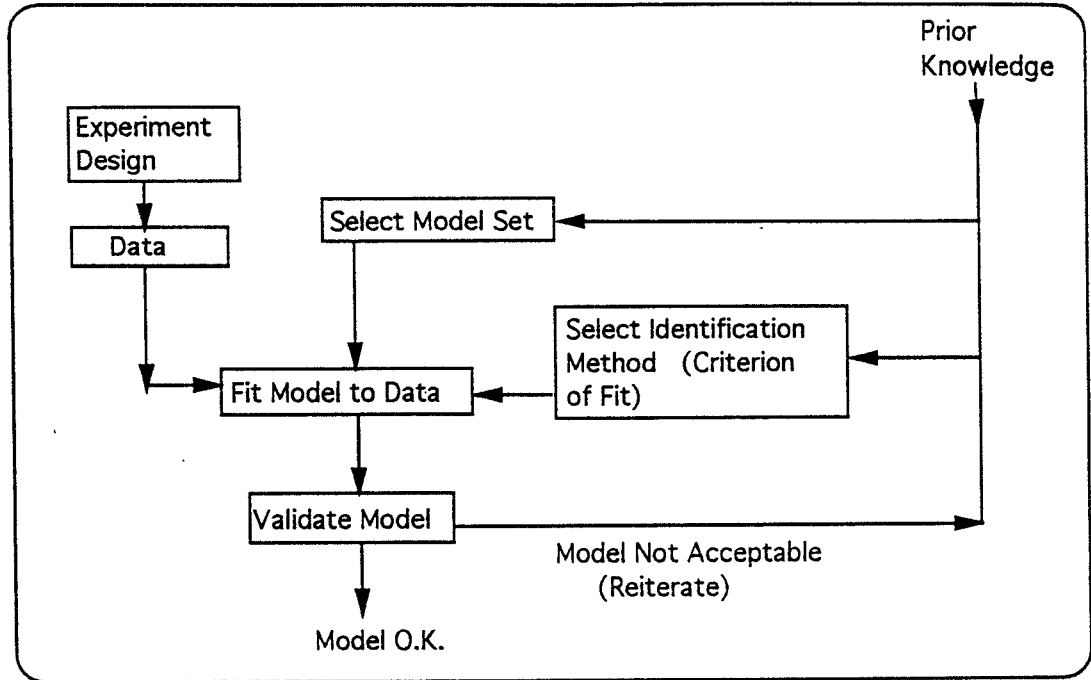 Prior
Knowledge
Experiment
Design
Select Model Set
Data
Select Identification
Method (Criterion
of Fit)
Fit Model to Data
Validate Model
Model Not Acceptable
(Reiterate)
Model O.K.